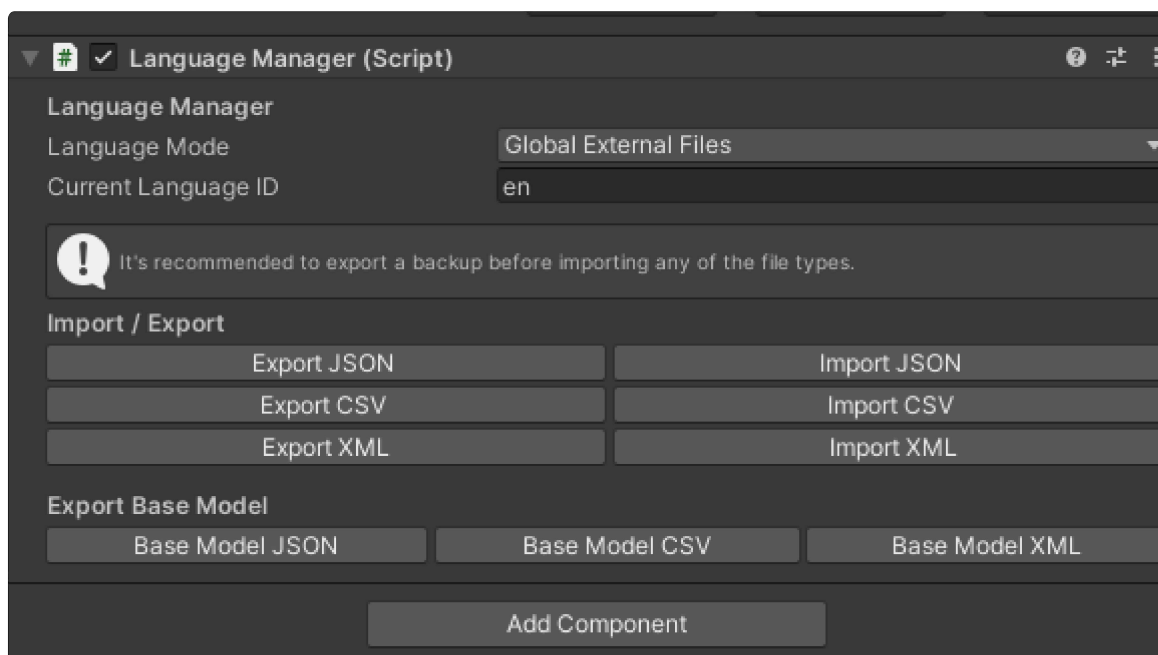 # Language Manager (Script)
Language Manager
Language Mode Global External Files
Current Language ID en
It's recommended to export a backup before importing any of the file types.
Import / Export
Export JSON Import JSON
Export CSV Import CSV
Export XML Import XML
Export Base Model
Base Model JSON Base Model CSV Base Model XML
Add Component